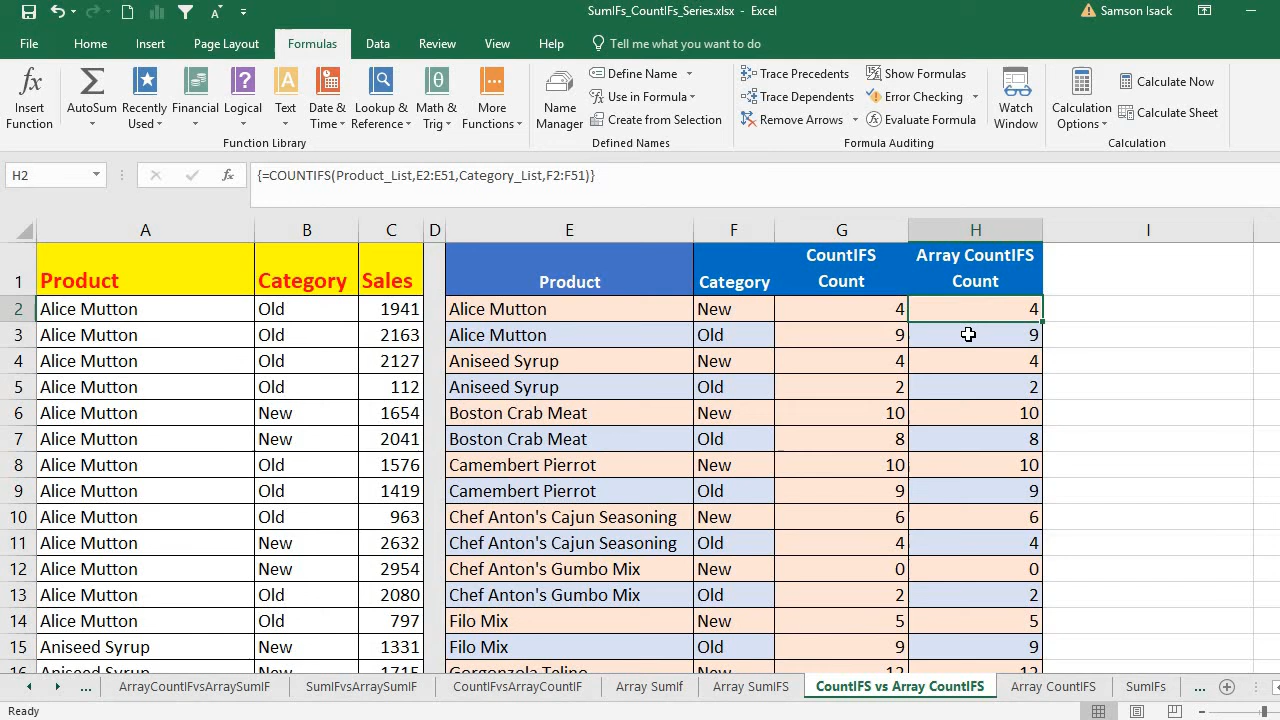 SumIFs_CountIFs_Series.xlsx - Excel
Samson Isack
File Home Insert Page Layout Formulas Data Review View Help Tell me what you want to do
Insert Function
AutoSum
Recently Used
Financial
Logical
Text
Date & Time
Lookup & Reference
Math & Trig
More Functions
Function Library
Name Manager
Define Name
Use in Formula
Create from Selection
Defined Names
Trace Precedents
Trace Dependents
Remove Arrows
Show Formulas
Error Checking
Evaluate Formula
Formula Auditing
Watch Window
Calculation Options
Calculate Now
Calculate Sheet
Calculation
H2 fx {=COUNTIFS(Product_List,E2:E51,Category_List,F2:F51)}
A B C D E F G H I
1 Product Category Sales Product Category CountIFS Count Array CountIFS Count
2 Alice Mutton Old 1941 Alice Mutton New 4 4
3 Alice Mutton Old 2163 Alice Mutton Old 9 9
4 Alice Mutton Old 2127 Aniseed Syrup New 4 4
5 Alice Mutton Old 112 Aniseed Syrup Old 2 2
6 Alice Mutton New 1654 Boston Crab Meat New 10 10
7 Alice Mutton New 2041 Boston Crab Meat Old 8 8
8 Alice Mutton Old 1576 Camembert Pierrot New 10 10
9 Alice Mutton Old 1419 Camembert Pierrot Old 9 9
10 Alice Mutton Old 963 Chef Anton's Cajun Seasoning New 6 6
11 Alice Mutton New 2632 Chef Anton's Cajun Seasoning Old 4 4
12 Alice Mutton New 2954 Chef Anton's Gumbo Mix New 0 0
13 Alice Mutton Old 2080 Chef Anton's Gumbo Mix Old 2 2
14 Alice Mutton Old 797 Filo Mix New 5 5
15 Aniseed Syrup New 1331 Filo Mix Old 9 9
16 Aniseed Syrup New 1715 Gorgonzola Telino New 12 12
... ArrayCountIFvsArraySumIF SumIFvsArraySumIF CountIFvsArrayCountIF Array SumIf Array SumIFS CountIFS vs Array CountIFS Array CountIFS SumIFs ...
Ready